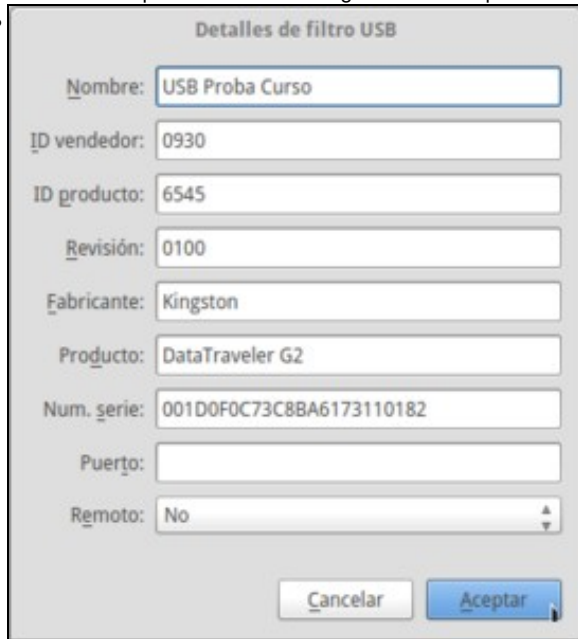 Detalles de filtro USB
Nombre: USB Proba Curso
ID vendedor: 0930
ID producto: 6545
Revisión: 0100
Fabricante: Kingston
Producto: DataTraveler G2
Num. serie: 001D0F0C73C8BA6173110182
Puerto:
Remoto: No
Cancelar Aceptar